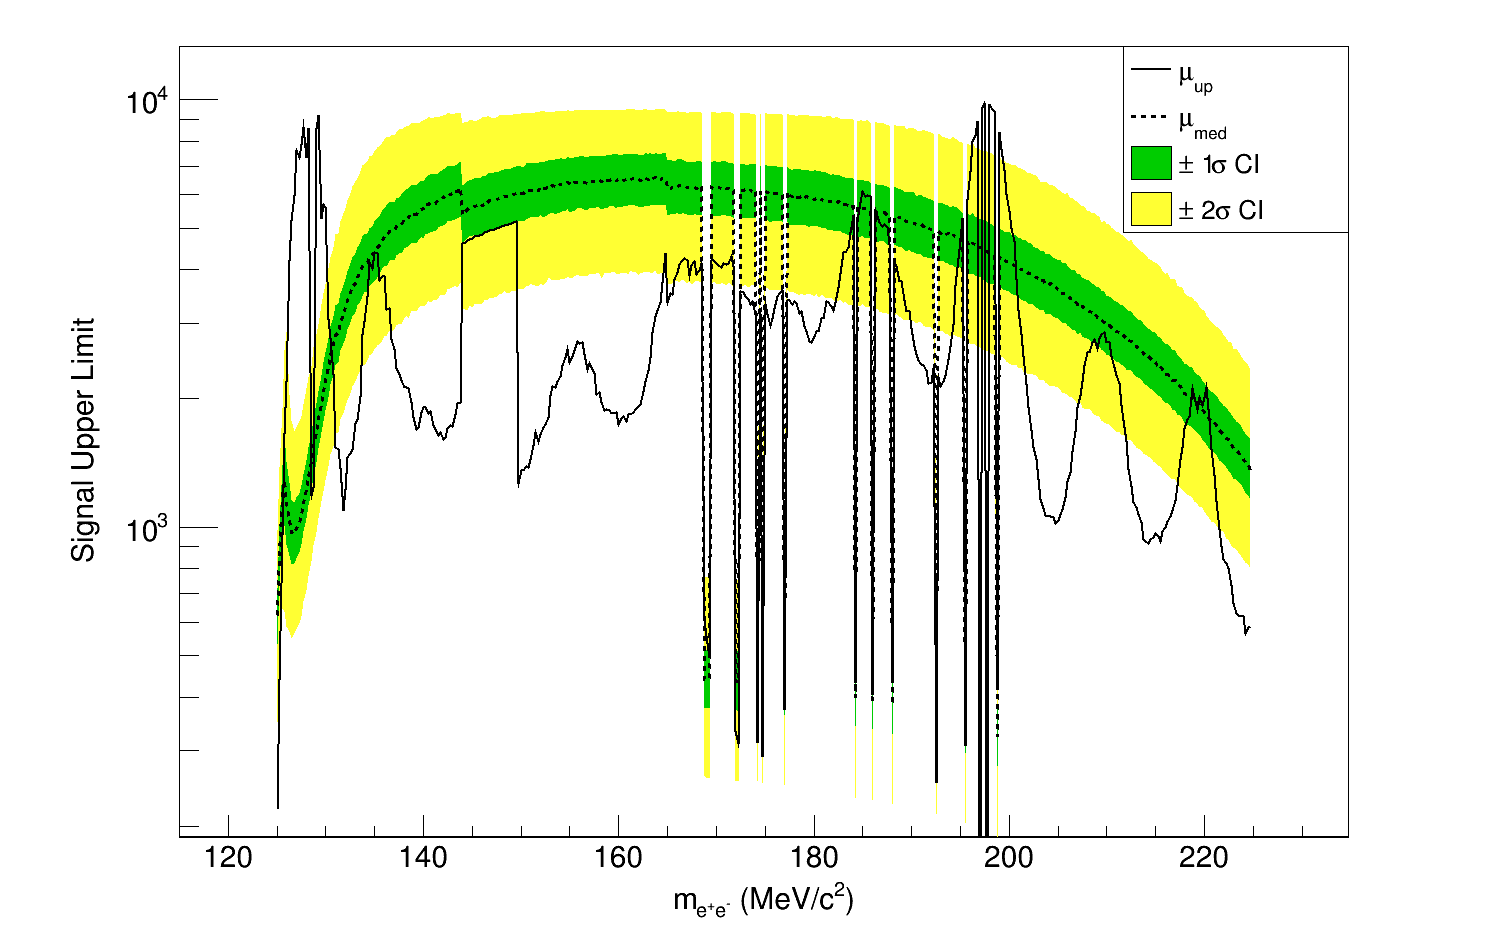 10⁴
μ_up
μ_med
± 1σ CI
± 2σ CI
Signal Upper Limit
10³
120 140 160 180 200 220
m_e⁺e⁻ (MeV/c²)